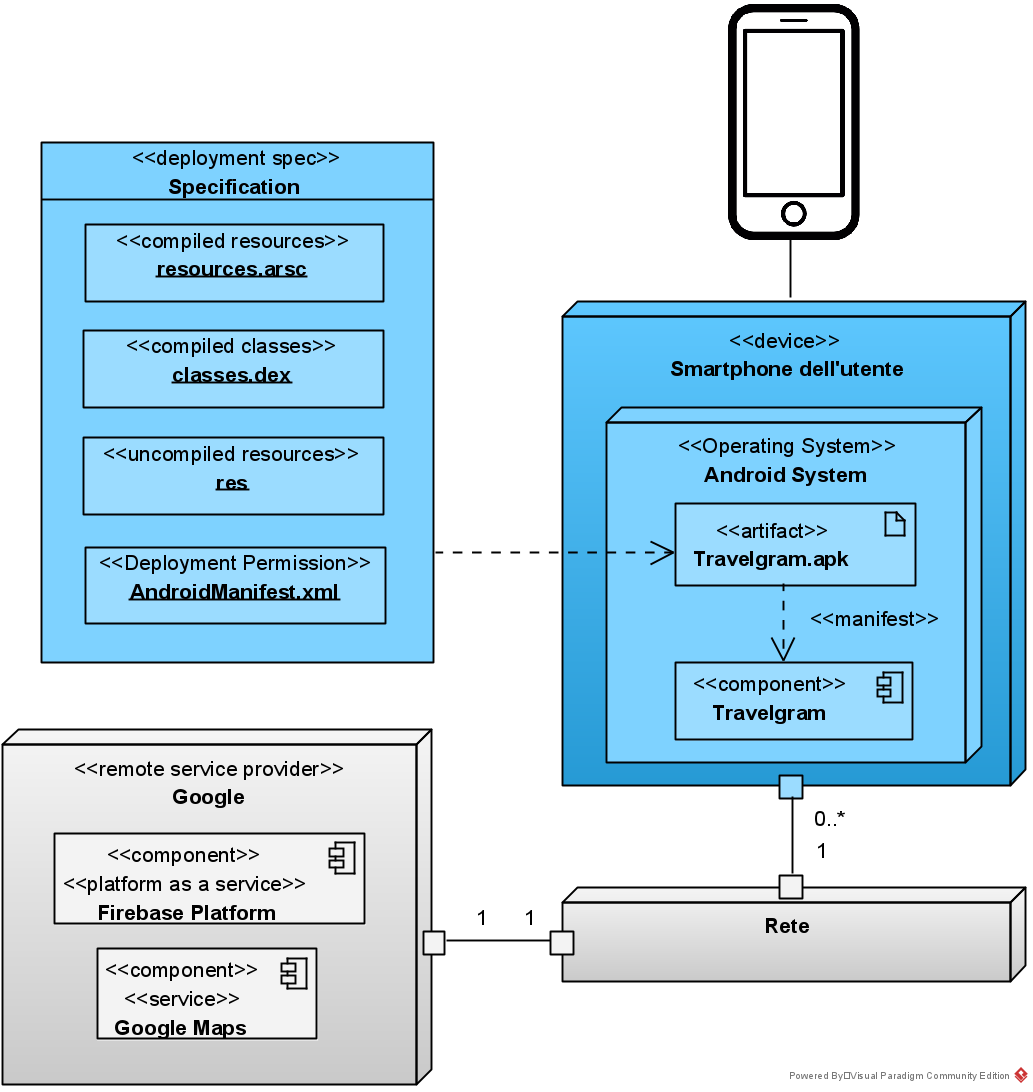 <<deployment spec>>
Specification
<<compiled resources>>
resources.arsc
<<compiled classes>>
classes.dex
<<uncompiled resources>>
res
<<Deployment Permission>>
AndroidManifest.xml
<<device>>
Smartphone dell'utente
<<Operating System>>
Android System
<<artifact>>
Travelgram.apk
<<manifest>>
<<component>>
Travelgram
<<remote service provider>>
Google
<<component>>
<<platform as a service>>
Firebase Platform
<<component>>
<<service>>
Google Maps
0..*
1
1 1
Rete
Powered By Visual Paradigm Community Edition